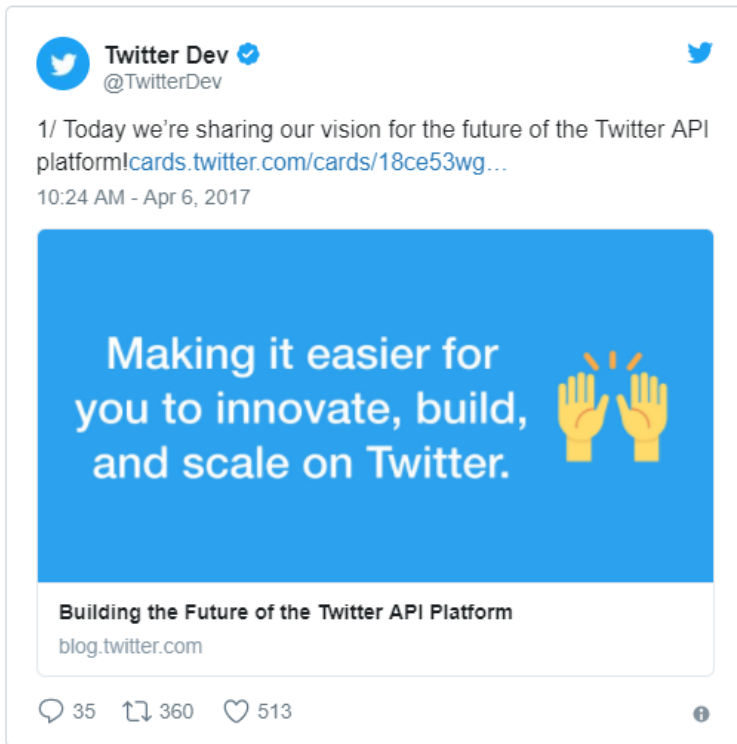 Twitter Dev
@TwitterDev
1/ Today we’re sharing our vision for the future of the Twitter API
platform!cards.twitter.com/cards/18ce53wg…
10:24 AM - Apr 6, 2017
Making it easier for
you to innovate, build,
and scale on Twitter.
Building the Future of the Twitter API Platform
blog.twitter.com
35 360 513